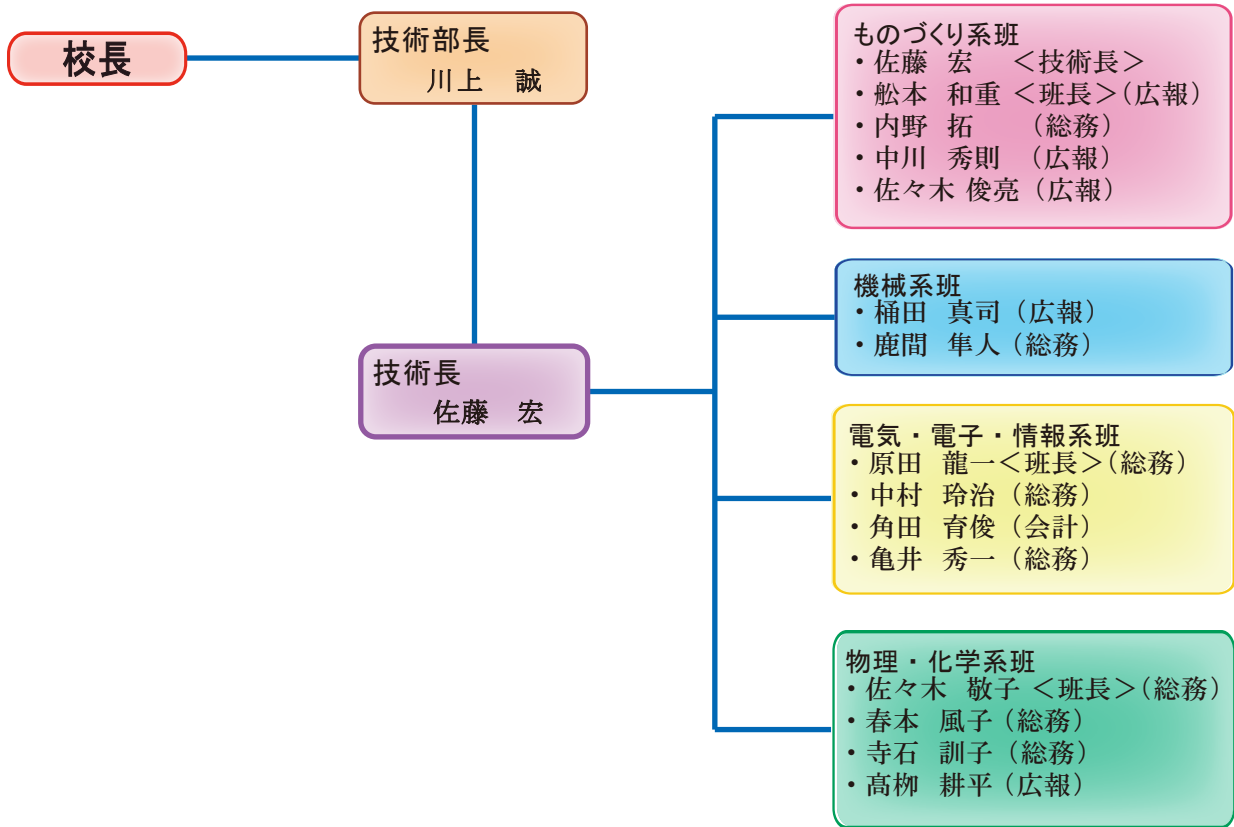 校長
技術部長
川上 誠
技術長
佐藤 宏
ものづくり系班
・佐藤 宏 <技術長>
・舩本 和重 <班長>(広報)
・内野 拓 (総務)
・中川 秀則 (広報)
・佐々木 俊亮 (広報)
機械系班
・桶田 真司 (広報)
・鹿間 隼人 (総務)
電気・電子・情報系班
・原田 龍一<班長>(総務)
・中村 玲治 (総務)
・角田 育俊 (会計)
・亀井 秀一 (総務)
物理・化学系班
・佐々木 敬子 <班長>(総務)
・春本 風子 (総務)
・寺石 訓子 (総務)
・髙栁 耕平 (広報)